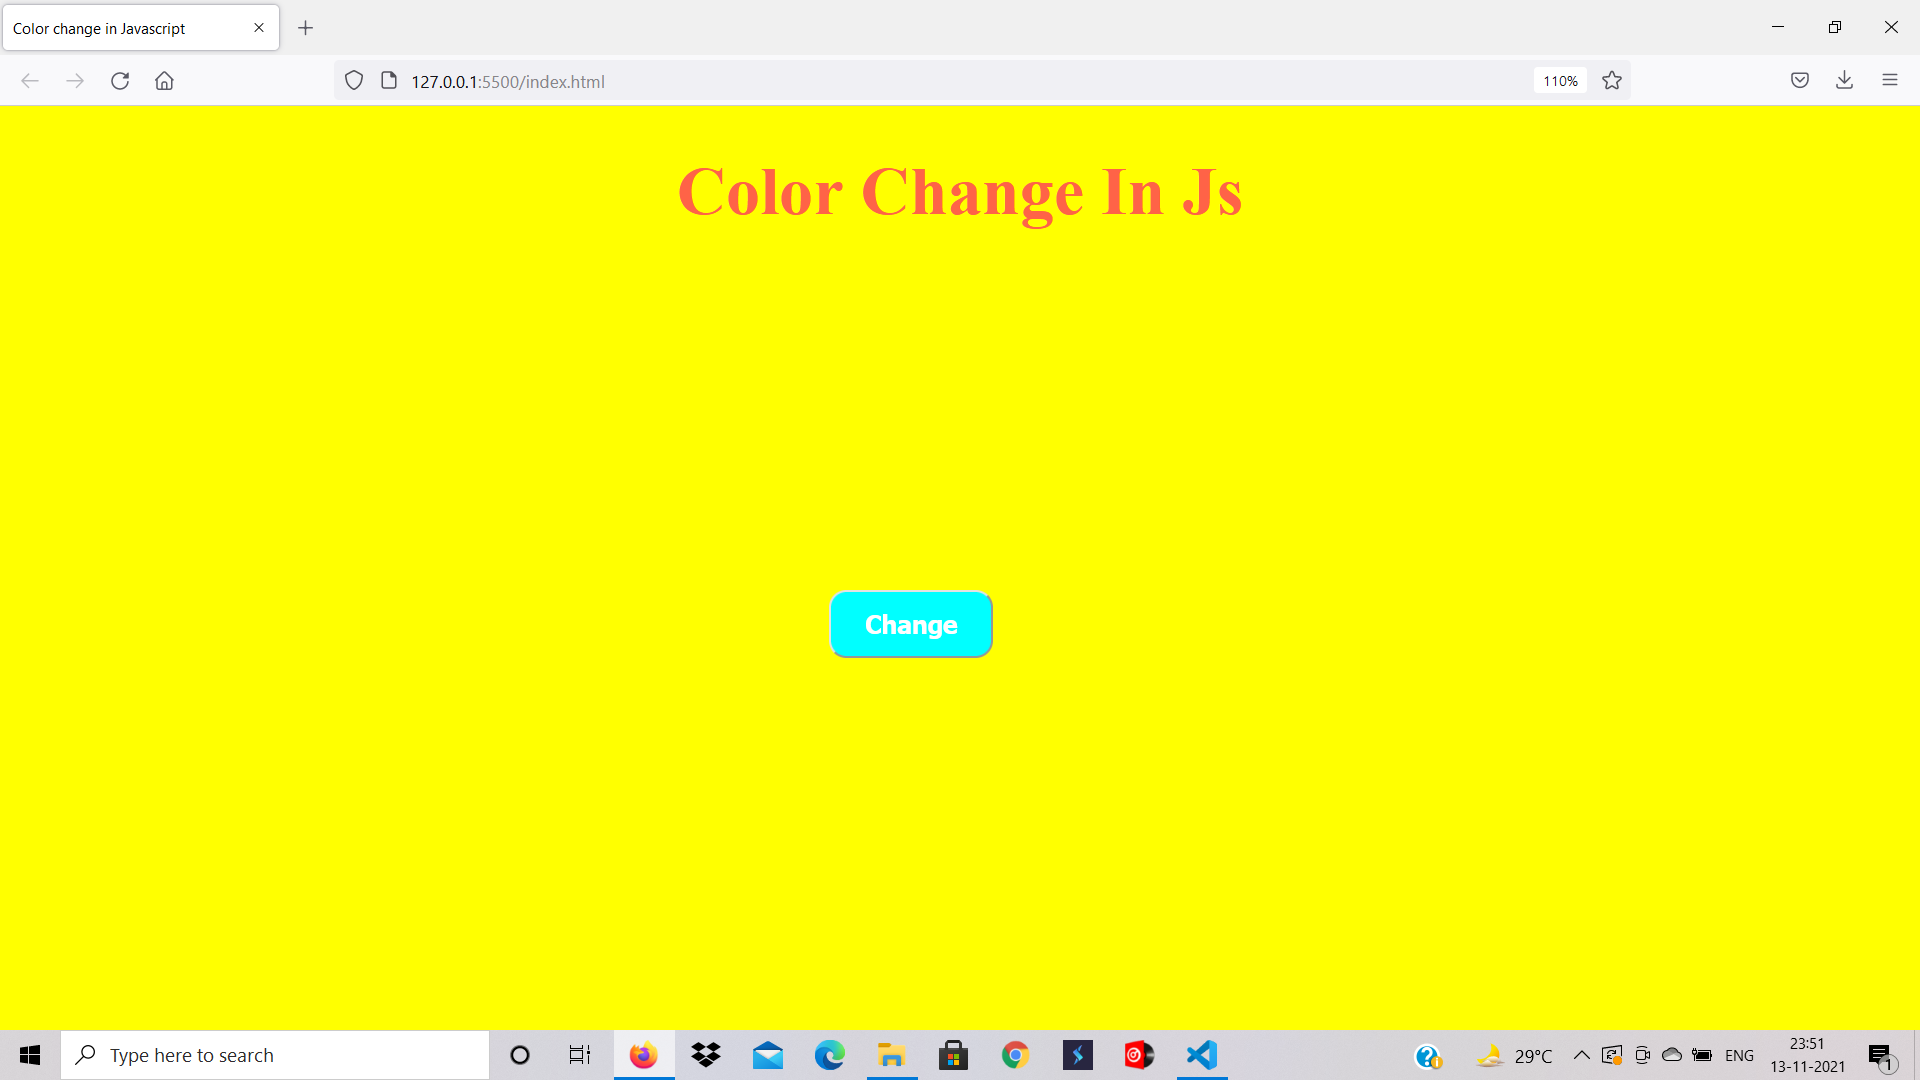 Color change in Javascript
127.0.0.1:5500/index.html
110%
Color Change In Js
Change
Type here to search
29°C
ENG
23:51
13-11-2021
1